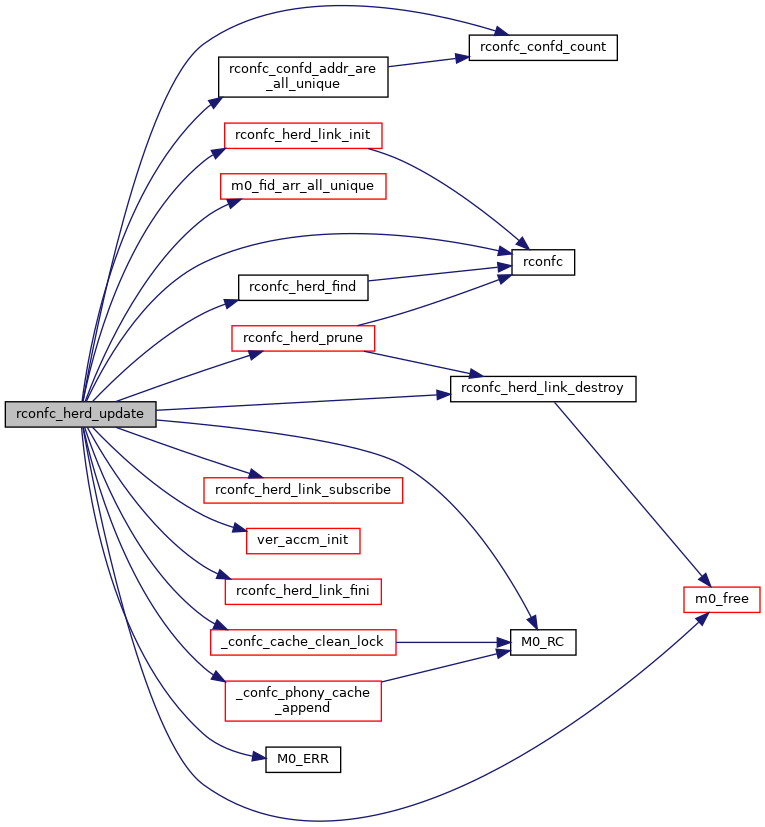 rconfc_confd_count
rconfc_confd_addr_are
_all_unique
rconfc_herd_link_init
m0_fid_arr_all_unique
rconfc
rconfc_herd_find
rconfc_herd_prune
rconfc_herd_link_destroy
rconfc_herd_update
rconfc_herd_link_subscribe
ver_accm_init
rconfc_herd_link_fini
m0_free
_confc_cache_clean_lock
M0_RC
_confc_phony_cache
_append
M0_ERR